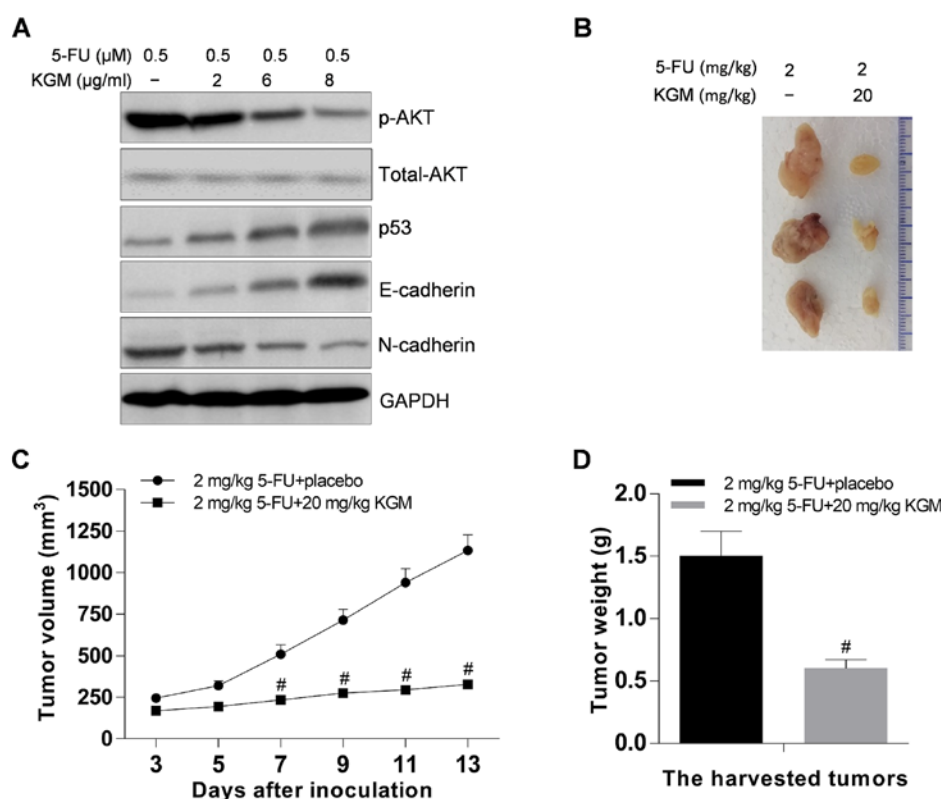 A
5-FU (µM) 0.5 0.5 0.5 0.5
KGM (µg/ml) – 2 6 8
p-AKT
Total-AKT
p53
E-cadherin
N-cadherin
GAPDH
B
5-FU (mg/kg) 2 2
KGM (mg/kg) – 20
C
2 mg/kg 5-FU+placebo
2 mg/kg 5-FU+20 mg/kg KGM
Tumor volume (mm³)
1500
1250
1000
750
500
250
0
# # # #
3 5 7 9 11 13
Days after inoculation
D
2 mg/kg 5-FU+placebo
2 mg/kg 5-FU+20 mg/kg KGM
Tumor weight (g)
2.0
1.5
1.0
0.5
0.0
#
The harvested tumors